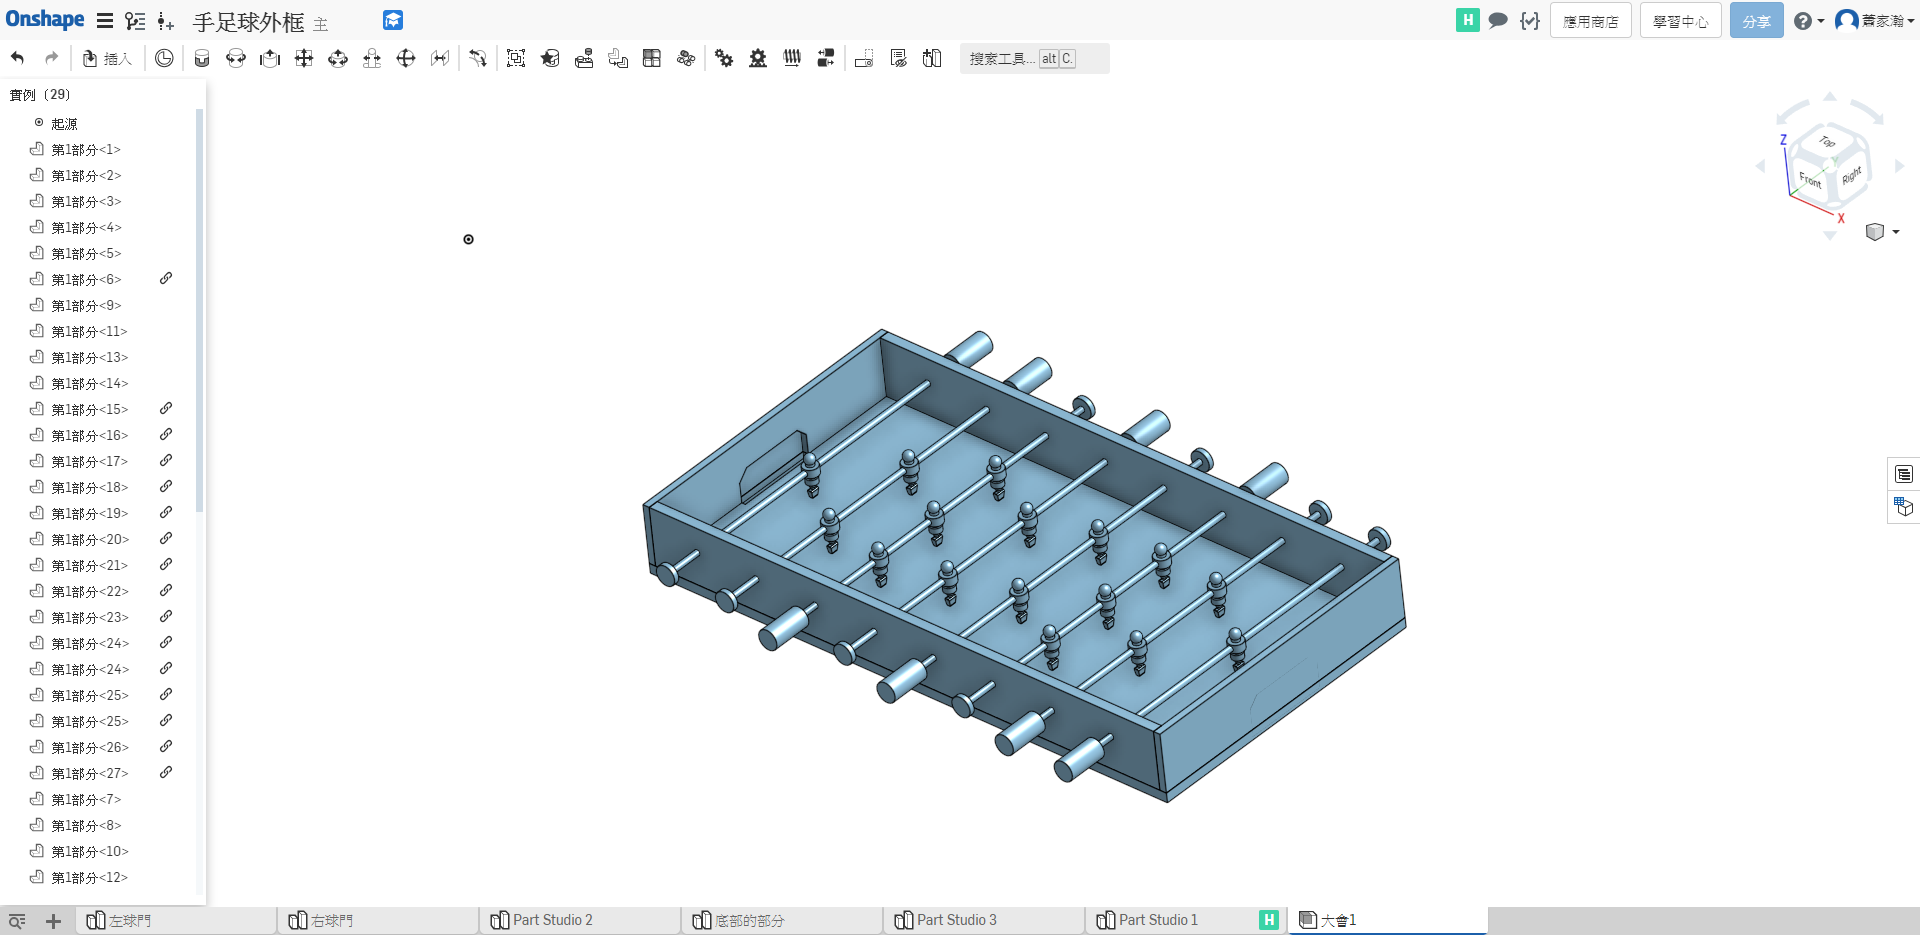 Onshape 手足球外框 主 H 應用商店 學習中心 分享 蕭家瀚
插入 搜索工具... alt C.
實例（29）
起源
第1部分<1>
第1部分<2>
第1部分<3>
第1部分<4>
第1部分<5>
第1部分<6>
第1部分<9>
第1部分<11>
第1部分<13>
第1部分<14>
第1部分<15>
第1部分<16>
第1部分<17>
第1部分<18>
第1部分<19>
第1部分<20>
第1部分<21>
第1部分<22>
第1部分<23>
第1部分<24>
第1部分<24>
第1部分<25>
第1部分<25>
第1部分<26>
第1部分<27>
第1部分<7>
第1部分<8>
第1部分<10>
第1部分<12>
Top
Front
Right
Z
Y
X
左球門 右球門 Part Studio 2 底部的部分 Part Studio 3 Part Studio 1 H 大會1